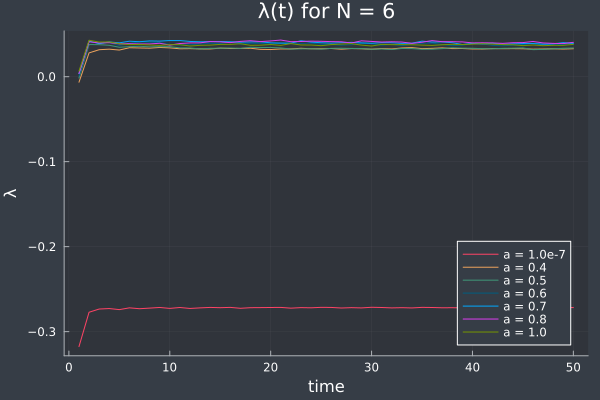 λ(t) for N = 6
0.0
−0.1
−0.2
−0.3
λ
a = 1.0e-7
a = 0.4
a = 0.5
a = 0.6
a = 0.7
a = 0.8
a = 1.0
0 10 20 30 40 50
time